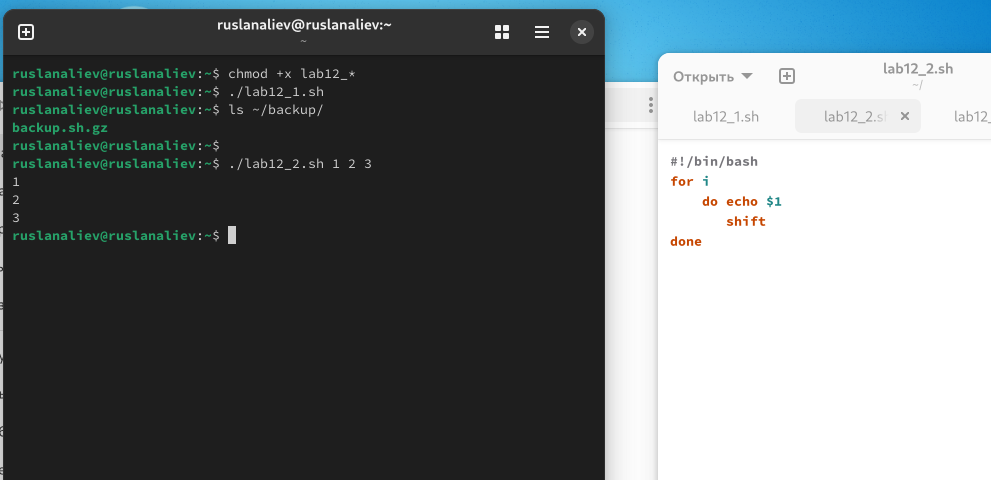 ruslanaliev@ruslanaliev:~
~
ruslanaliev@ruslanaliev:~$ chmod +x lab12_*
ruslanaliev@ruslanaliev:~$ ./lab12_1.sh
ruslanaliev@ruslanaliev:~$ ls ~/backup/
backup.sh.gz
ruslanaliev@ruslanaliev:~$
ruslanaliev@ruslanaliev:~$ ./lab12_2.sh 1 2 3
1
2
3
ruslanaliev@ruslanaliev:~$
Открыть
lab12_2.sh
~/
lab12_1.sh
lab12_2.sh
lab12_
#!/bin/bash
for i
do echo $1
shift
done